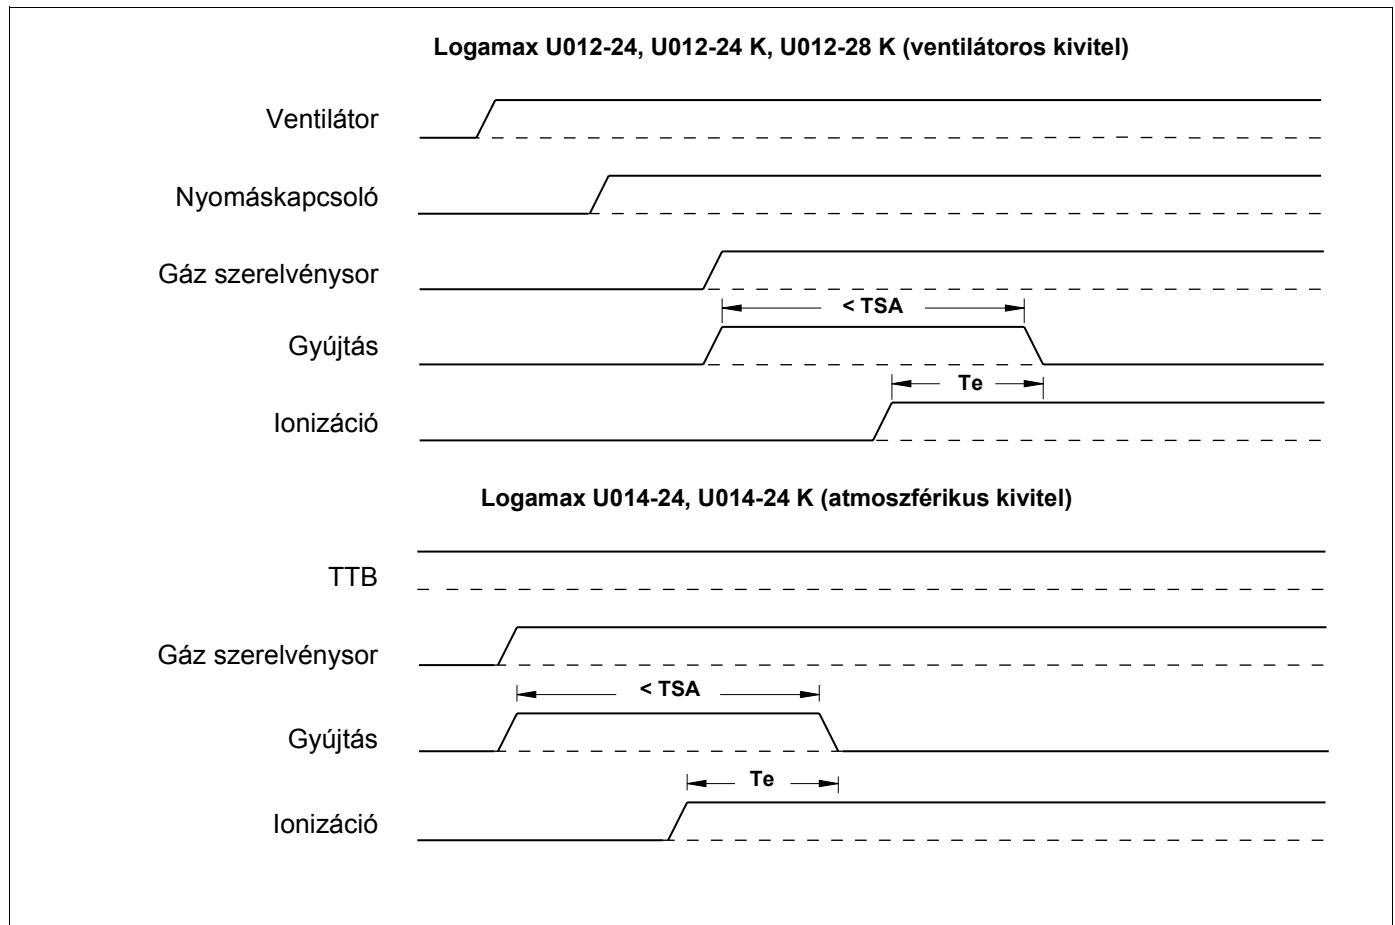 Logamax U012-24, U012-24 K, U012-28 K (ventilátoros kivitel)
Ventilátor
Nyomáskapcsoló
Gáz szerelvénysor
< TSA
Gyújtás
Te
Ionizáció
Logamax U014-24, U014-24 K (atmoszférikus kivitel)
TTB
Gáz szerelvénysor
< TSA
Gyújtás
Te
Ionizáció